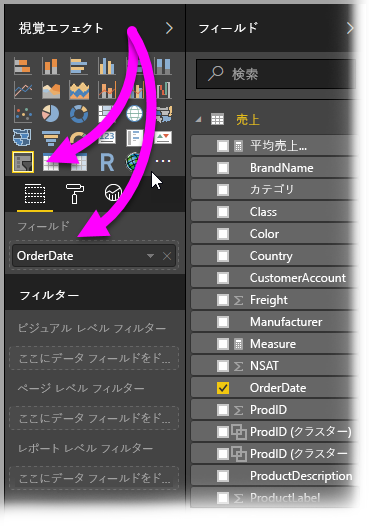 視覚エフェクト
フィールド
OrderDate
フィルター
ビジュアル レベル フィルター
ここにデータ フィールドをド...
ページ レベル フィルター
ここにデータ フィールドをド...
レポート レベル フィルター
ここにデータ フィールドをド...
フィールド
検索
売上
平均売上...
BrandName
カテゴリ
Class
Color
Country
CustomerAccount
Freight
Manufacturer
Measure
NSAT
OrderDate
ProdID
ProdID (クラスター)
ProdID (クラスター
ProductDescription
ProductLabel